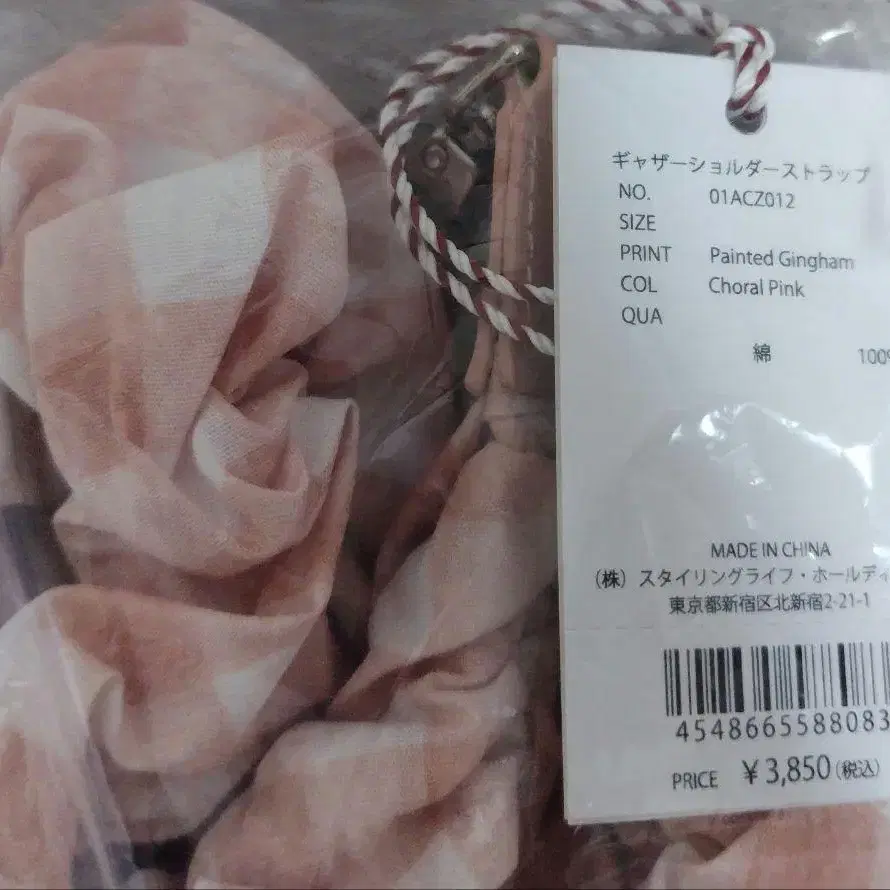 ギャザーショルダーストラップ
NO. 01ACZ012
SIZE
PRINT Painted Gingham
COL Choral Pink
QUA
綿 100%
MADE IN CHINA
(株) スタイリングライフ・ホールディ
東京都新宿区北新宿2-21-1
4548665588083
PRICE ¥3,850(税込)